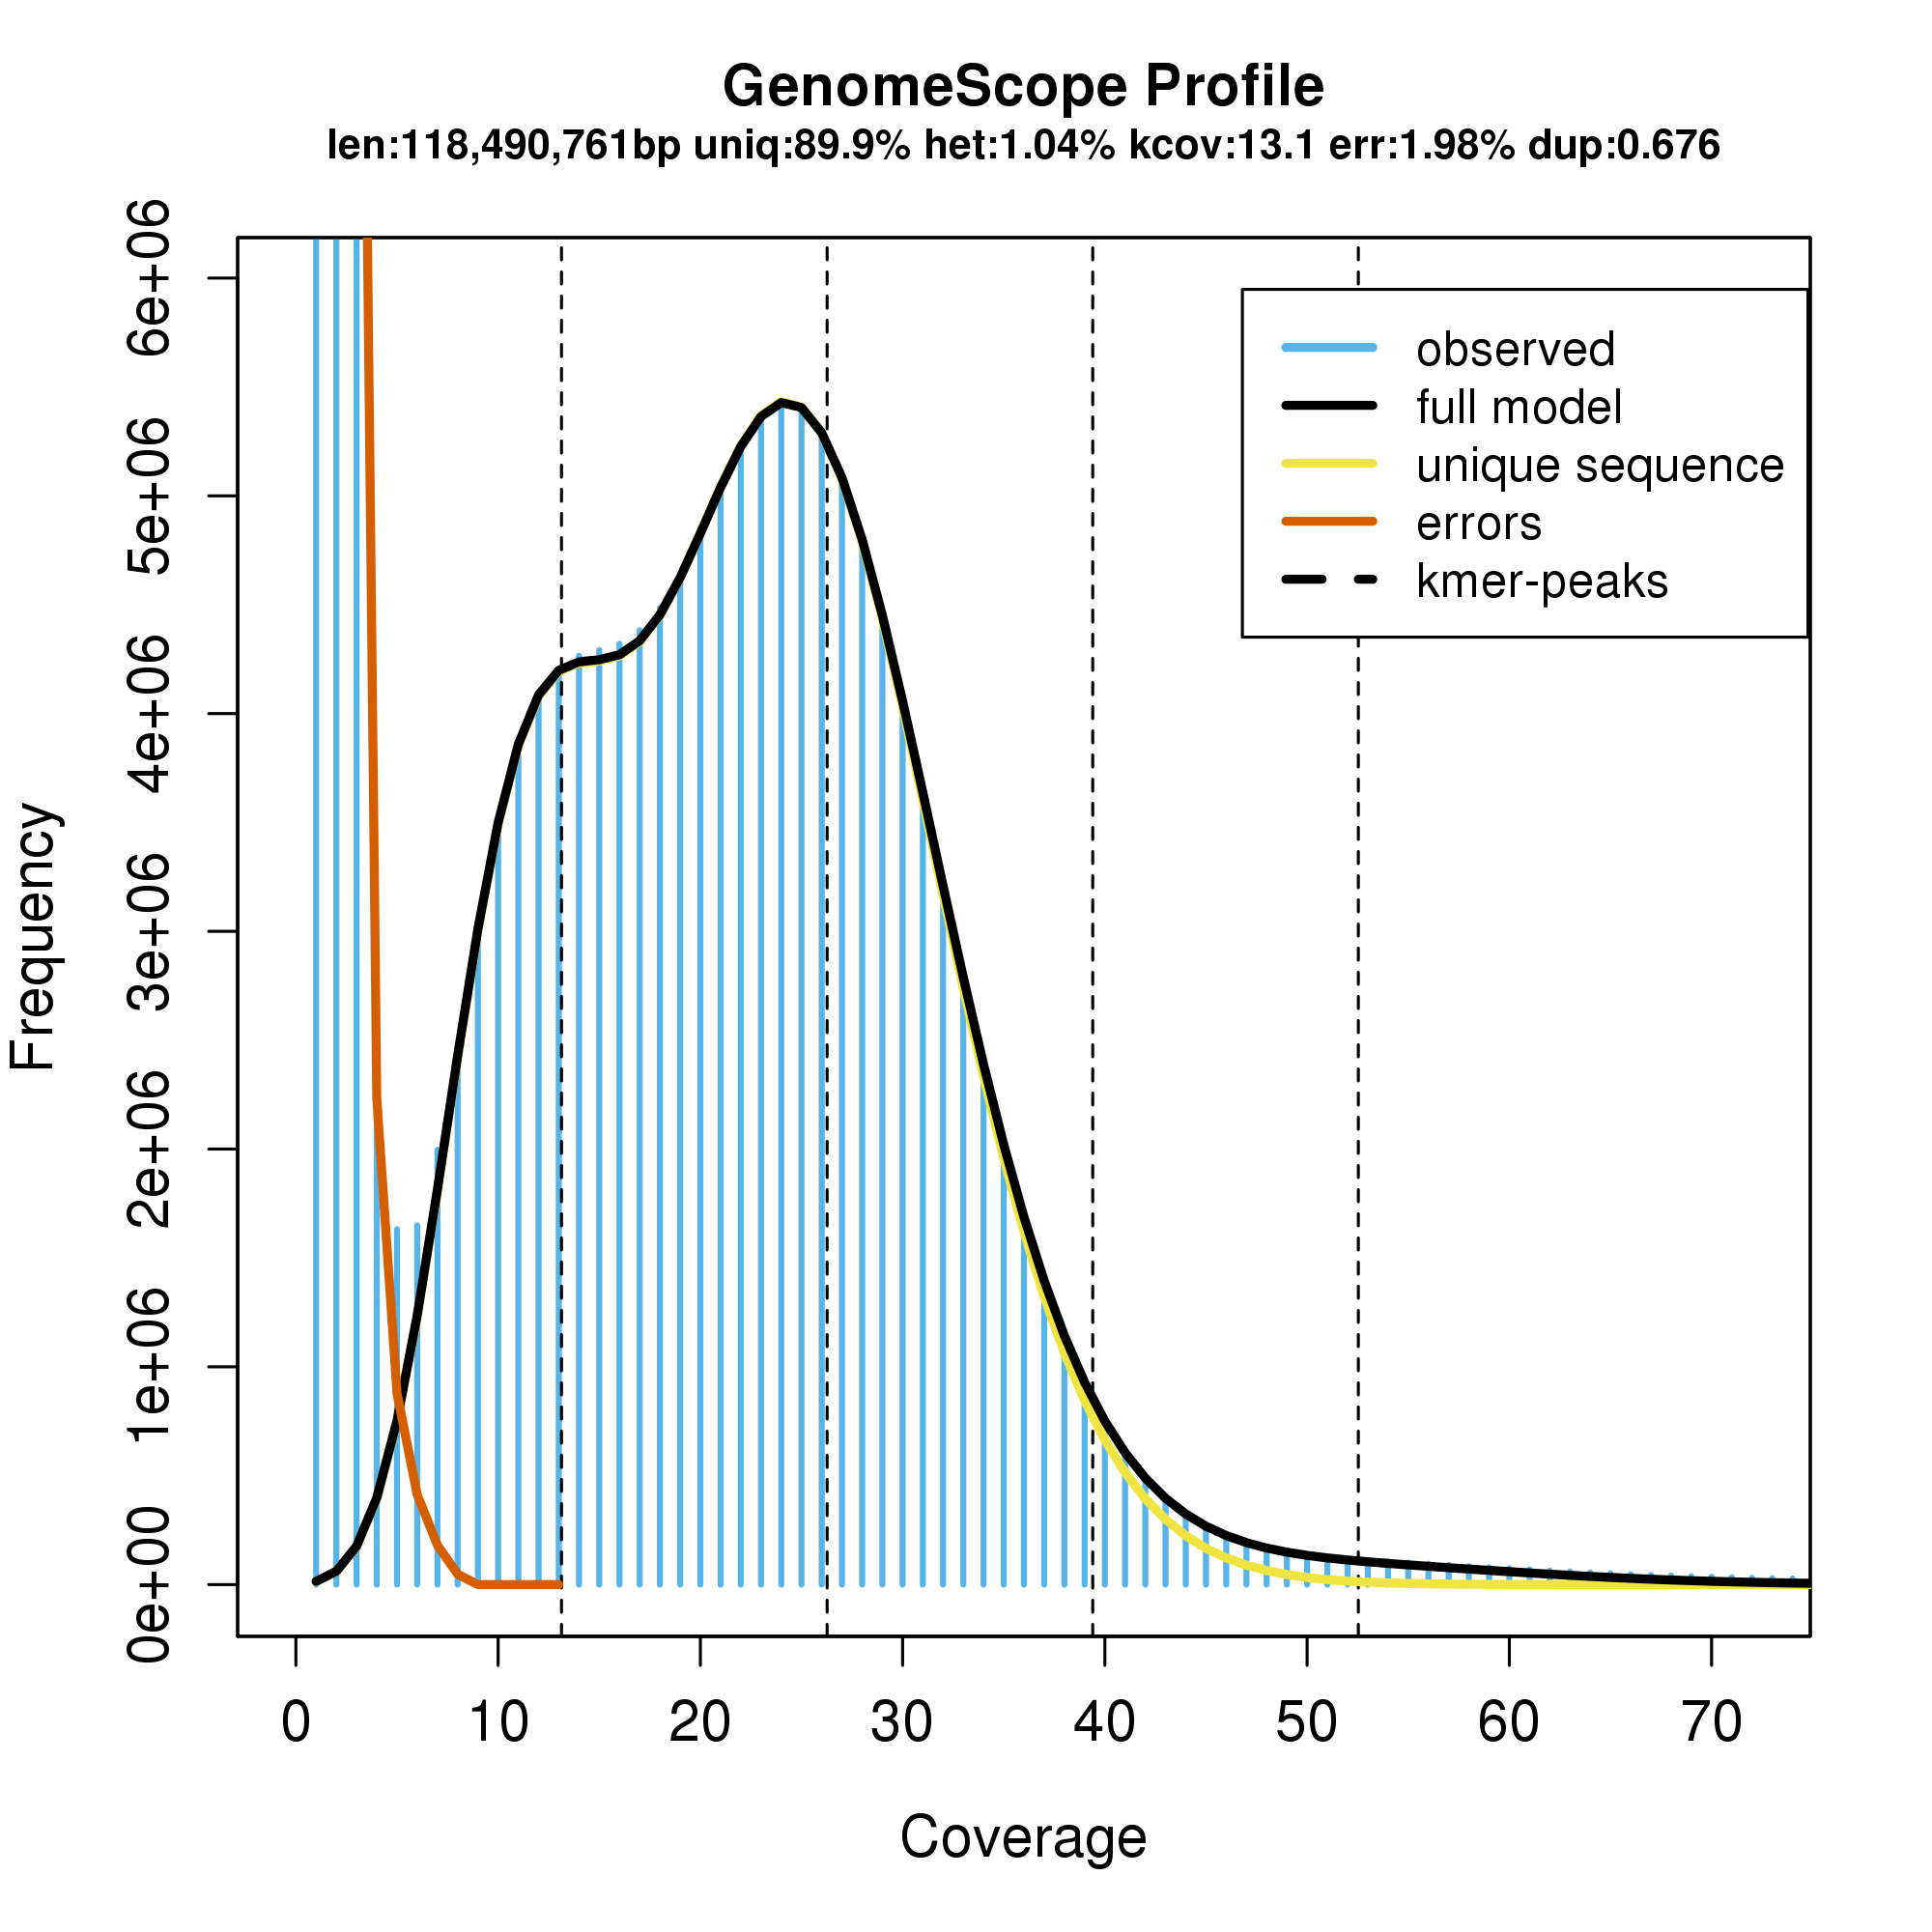 GenomeScope Profile
len:118,490,761bp uniq:89.9% het:1.04% kcov:13.1 err:1.98% dup:0.676
6e+06
5e+06
4e+06
3e+06
2e+06
1e+06
0e+00
Frequency
observed
full model
unique sequence
errors
kmer-peaks
0 10 20 30 40 50 60 70
Coverage